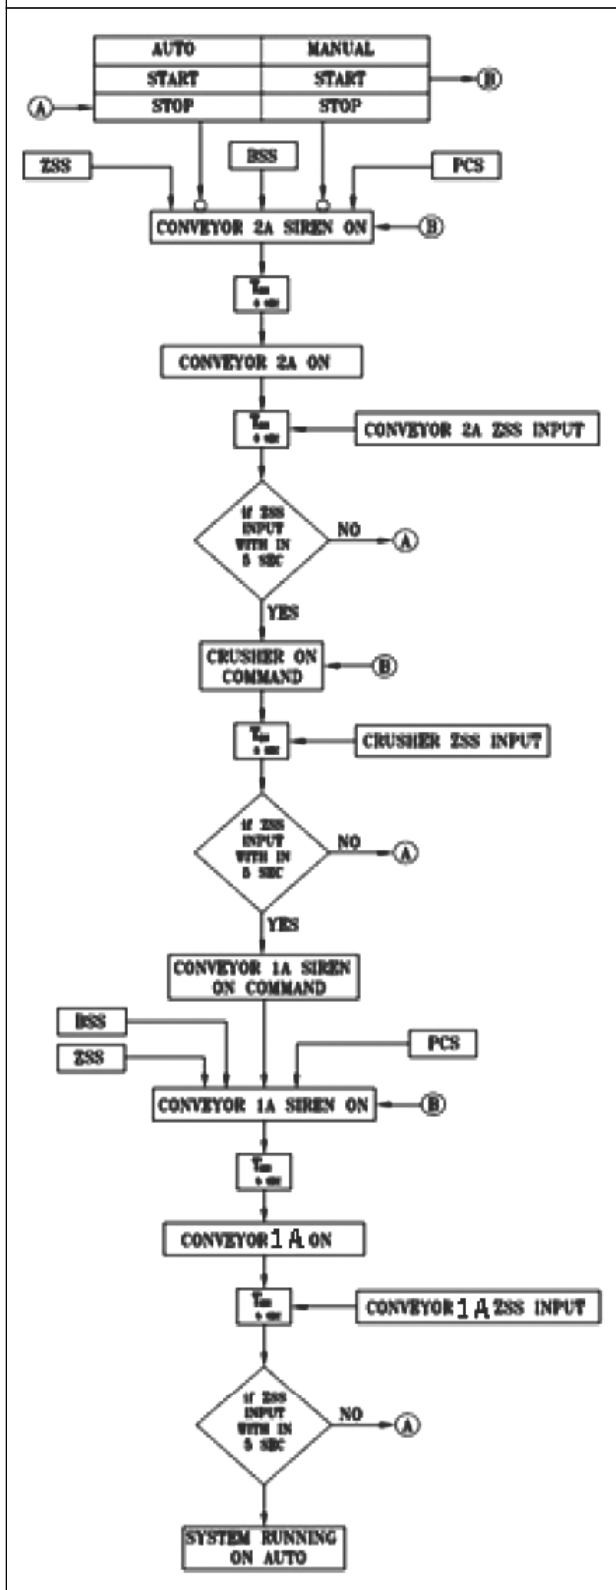 AUTO MANUAL
START START
STOP STOP
B
A
ZSS
BSS
PCS
CONVEYOR 2A SIREN ON
B
CONVEYOR 2A ON
CONVEYOR 2A ZSS INPUT
if ZSS
INPUT
WITH IN
5 SEC
NO
A
YES
CRUSHER ON
COMMAND
B
CRUSHER ZSS INPUT
if ZSS
INPUT
WITH IN
5 SEC
NO
A
YES
CONVEYOR 1A SIREN
ON COMMAND
BSS
ZSS
PCS
CONVEYOR 1A SIREN ON
B
CONVEYOR 1A ON
CONVEYOR 1A ZSS INPUT
if ZSS
INPUT
WITH IN
5 SEC
NO
A
SYSTEM RUNNING
ON AUTO